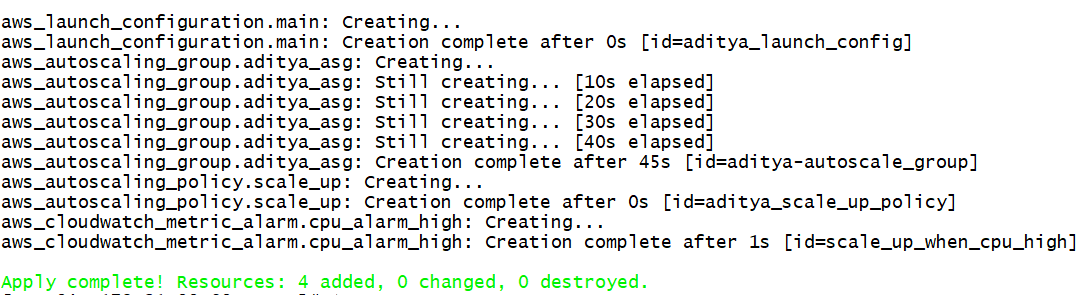 aws_launch_configuration.main: Creating...
aws_launch_configuration.main: Creation complete after 0s [id=aditya_launch_config]
aws_autoscaling_group.aditya_asg: Creating...
aws_autoscaling_group.aditya_asg: Still creating... [10s elapsed]
aws_autoscaling_group.aditya_asg: Still creating... [20s elapsed]
aws_autoscaling_group.aditya_asg: Still creating... [30s elapsed]
aws_autoscaling_group.aditya_asg: Still creating... [40s elapsed]
aws_autoscaling_group.aditya_asg: Creation complete after 45s [id=aditya-autoscale_group]
aws_autoscaling_policy.scale_up: Creating...
aws_autoscaling_policy.scale_up: Creation complete after 0s [id=aditya_scale_up_policy]
aws_cloudwatch_metric_alarm.cpu_alarm_high: Creating...
aws_cloudwatch_metric_alarm.cpu_alarm_high: Creation complete after 1s [id=scale_up_when_cpu_high]
Apply complete! Resources: 4 added, 0 changed, 0 destroyed.